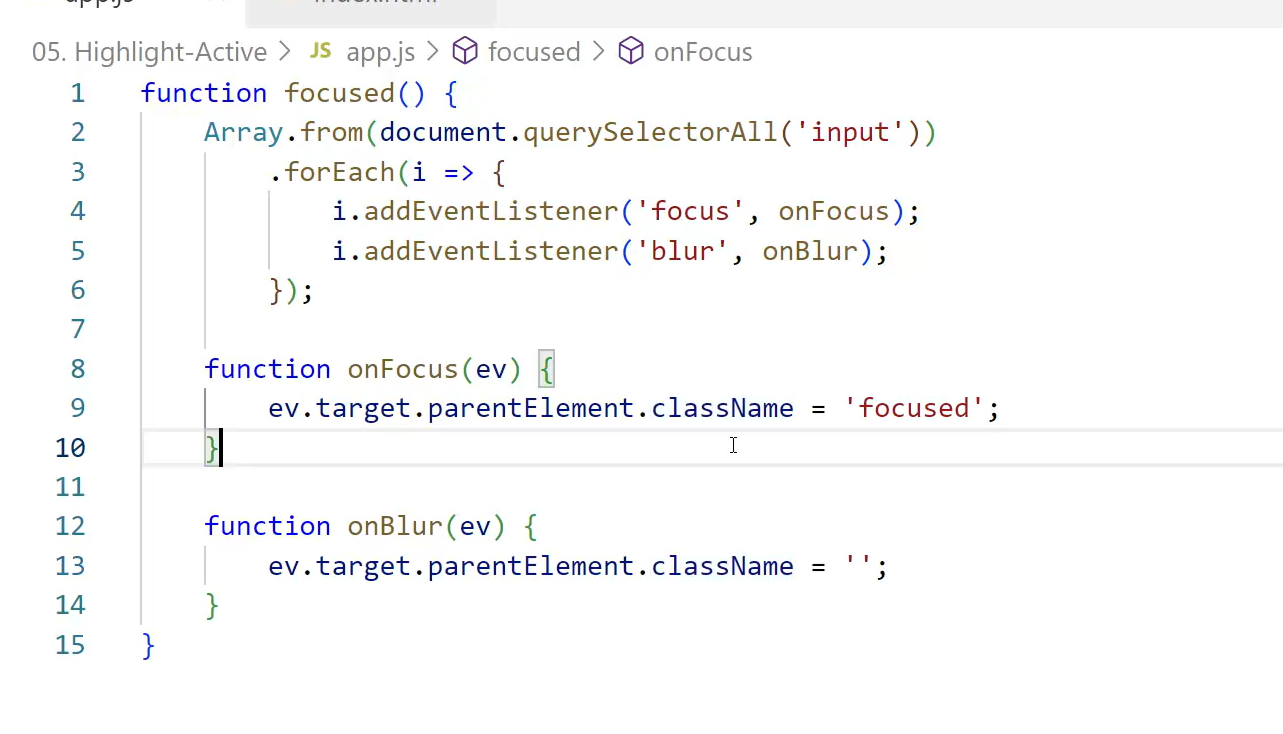 app.js
index.html
05. Highlight-Active > JS app.js > focused > onFocus
1 function focused() {
2 Array.from(document.querySelectorAll('input'))
3 .forEach(i => {
4 i.addEventListener('focus', onFocus);
5 i.addEventListener('blur', onBlur);
6 });
7
8 function onFocus(ev) {
9 ev.target.parentElement.className = 'focused';
10 }
11
12 function onBlur(ev) {
13 ev.target.parentElement.className = '';
14 }
15 }